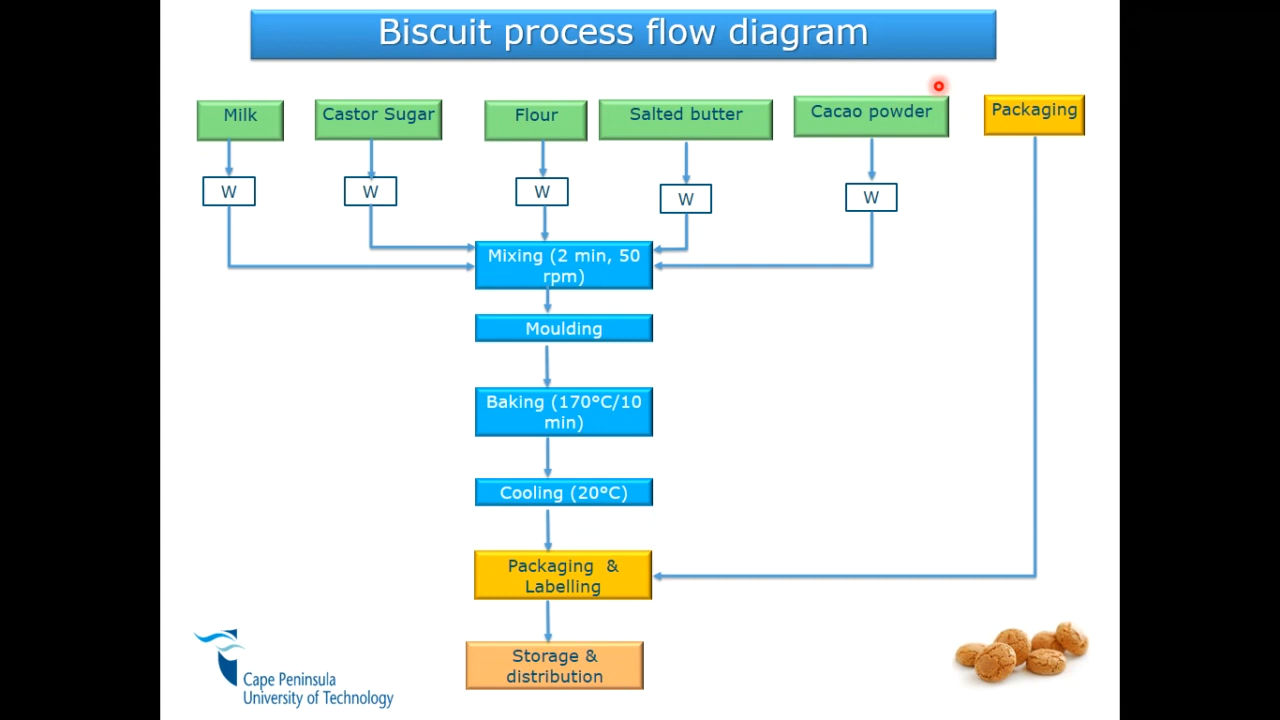 Biscuit process flow diagram
Milk
Castor Sugar
Flour
Salted butter
Cacao powder
Packaging
W
W
W
W
W
Mixing (2 min, 50
rpm)
Moulding
Baking (170°C/10
min)
Cooling (20°C)
Packaging &
Labelling
Storage &
distribution
Cape Peninsula
University of Technology